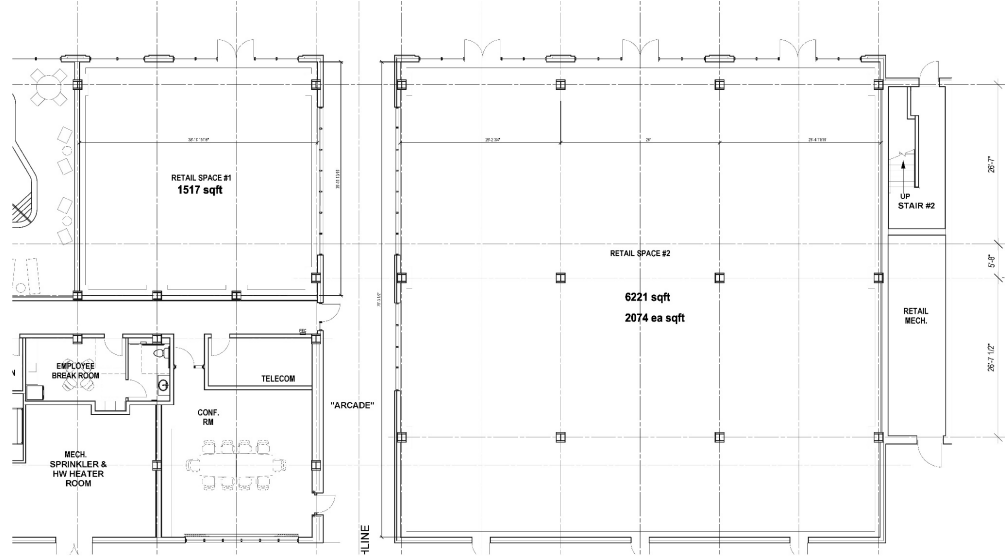 RETAIL SPACE #1
1517 sqft
UP
STAIR #2
26'-7"
RETAIL SPACE #2
5'-8"
6221 sqft
2074 ea sqft
RETAIL
MECH.
26'-7 1/2"
EMPLOYEE
BREAK ROOM
TELECOM
"ARCADE"
CONF.
RM
MECH.
SPRINKLER &
HW HEATER
ROOM
HLINE